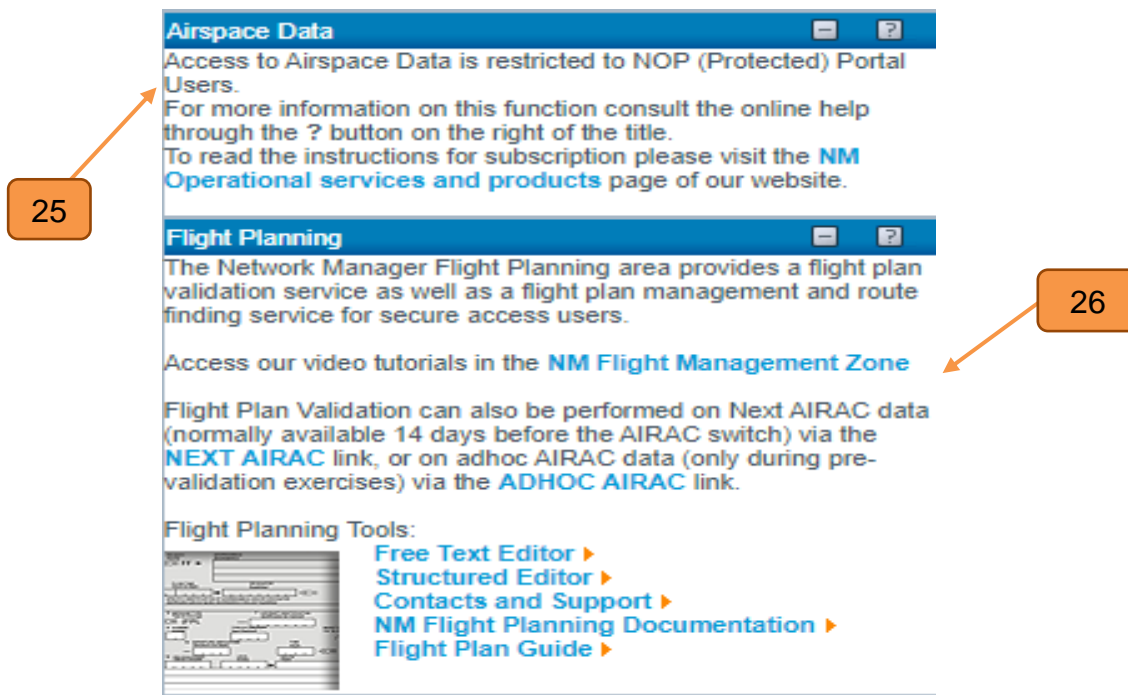 Airspace Data
Access to Airspace Data is restricted to NOP (Protected) Portal
Users.
For more information on this function consult the online help
through the ? button on the right of the title.
To read the instructions for subscription please visit the NM
Operational services and products page of our website.
25
Flight Planning
The Network Manager Flight Planning area provides a flight plan
validation service as well as a flight plan management and route
finding service for secure access users.
26
Access our video tutorials in the NM Flight Management Zone
Flight Plan Validation can also be performed on Next AIRAC data
(normally available 14 days before the AIRAC switch) via the
NEXT AIRAC link, or on adhoc AIRAC data (only during pre-
validation exercises) via the ADHOC AIRAC link.
Flight Planning Tools:
Free Text Editor
Structured Editor
Contacts and Support
NM Flight Planning Documentation
Flight Plan Guide